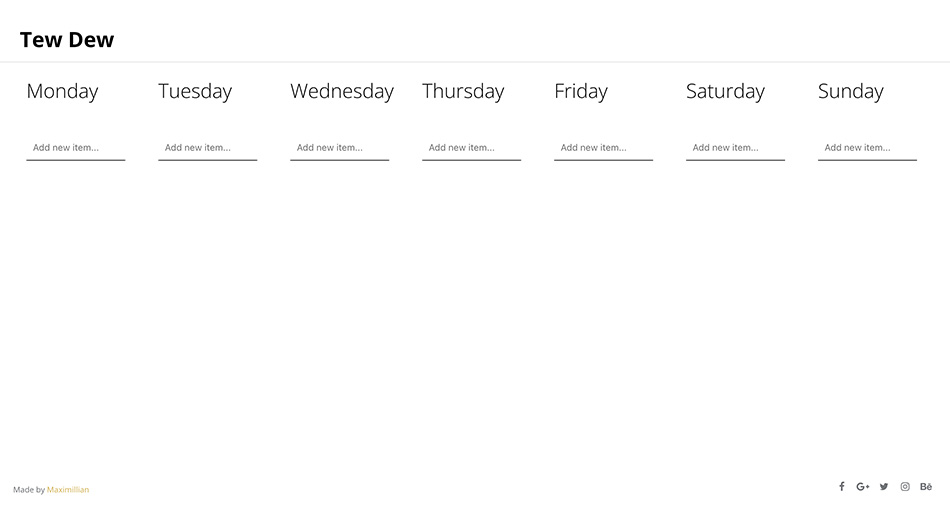 Tew Dew
Monday Tuesday Wednesday Thursday Friday Saturday Sunday
Add new item... Add new item... Add new item... Add new item... Add new item... Add new item... Add new item...
Made by Maximillian
G+ Bē